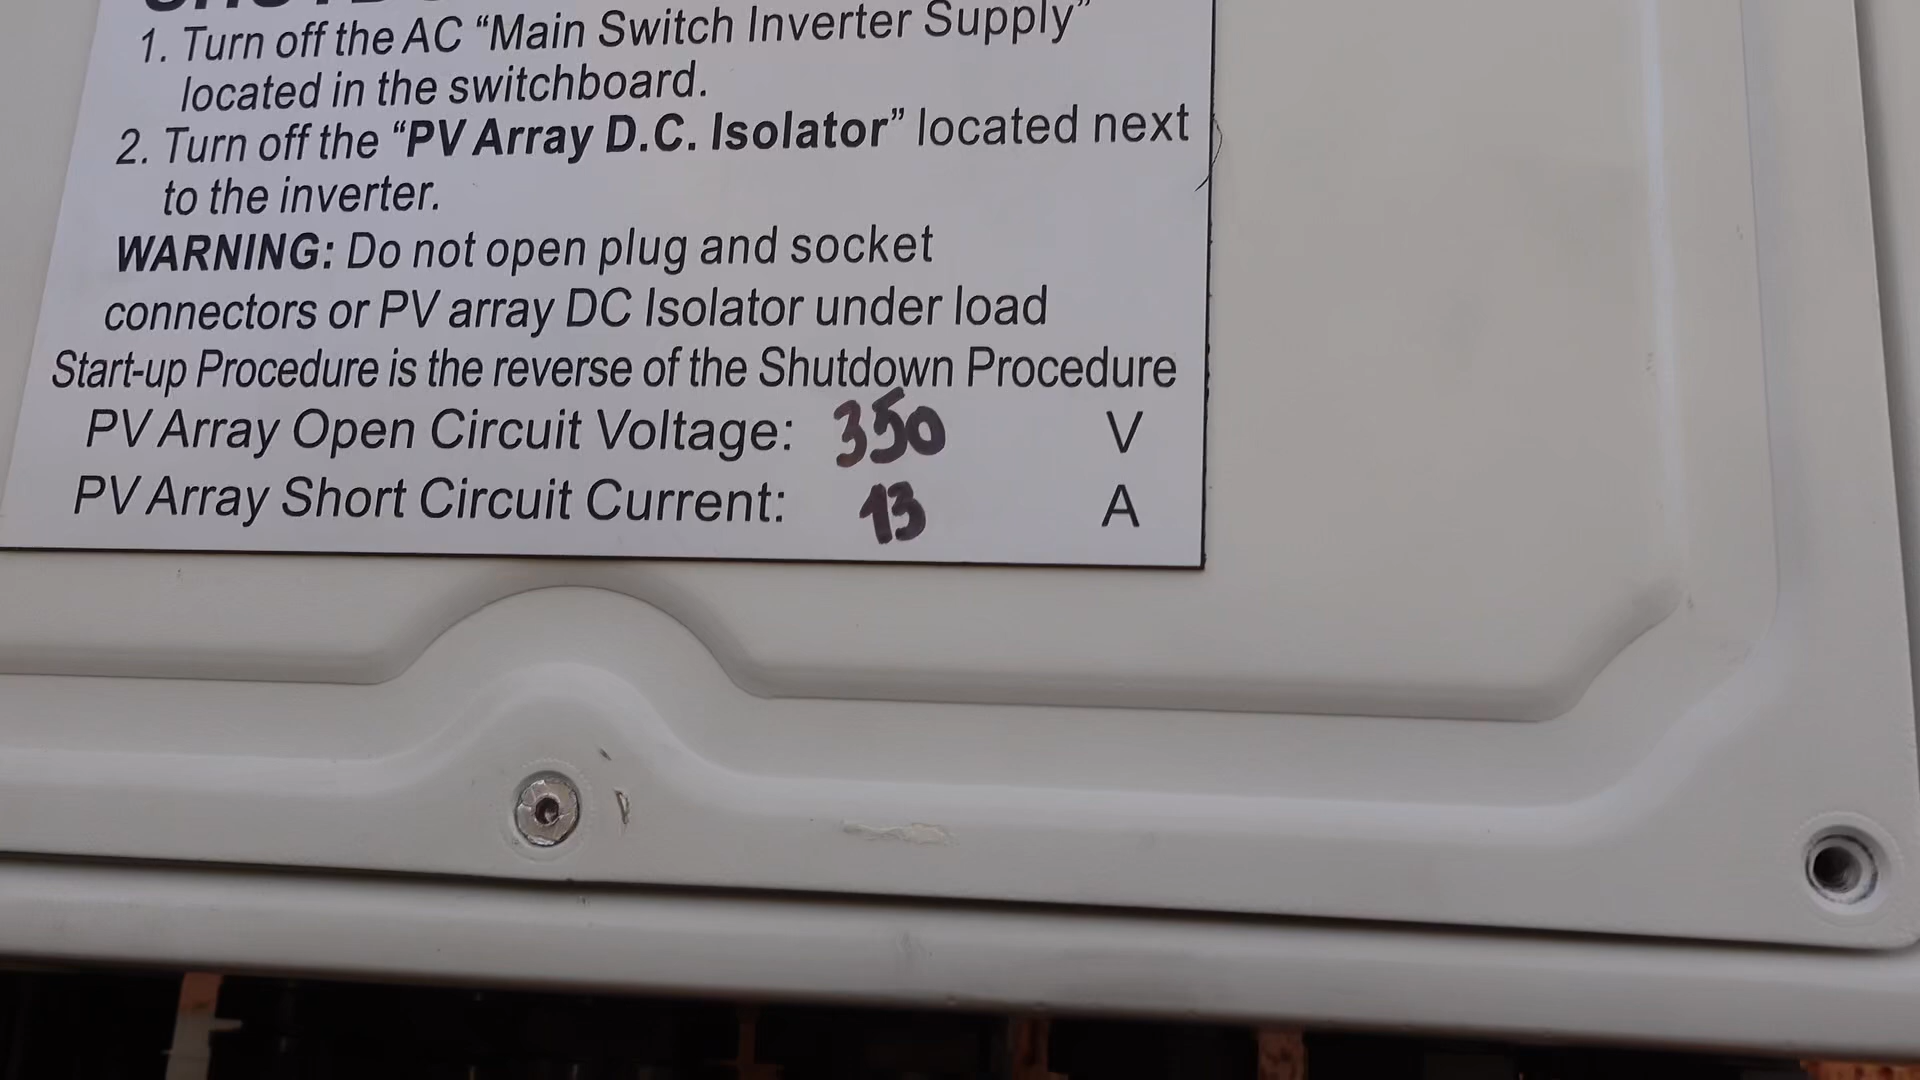 1. Turn off the AC “Main Switch Inverter Supply”
located in the switchboard.
2. Turn off the “PV Array D.C. Isolator” located next
to the inverter.
WARNING: Do not open plug and socket
connectors or PV array DC Isolator under load
Start-up Procedure is the reverse of the Shutdown Procedure
PV Array Open Circuit Voltage: 350 V
PV Array Short Circuit Current: 13 A